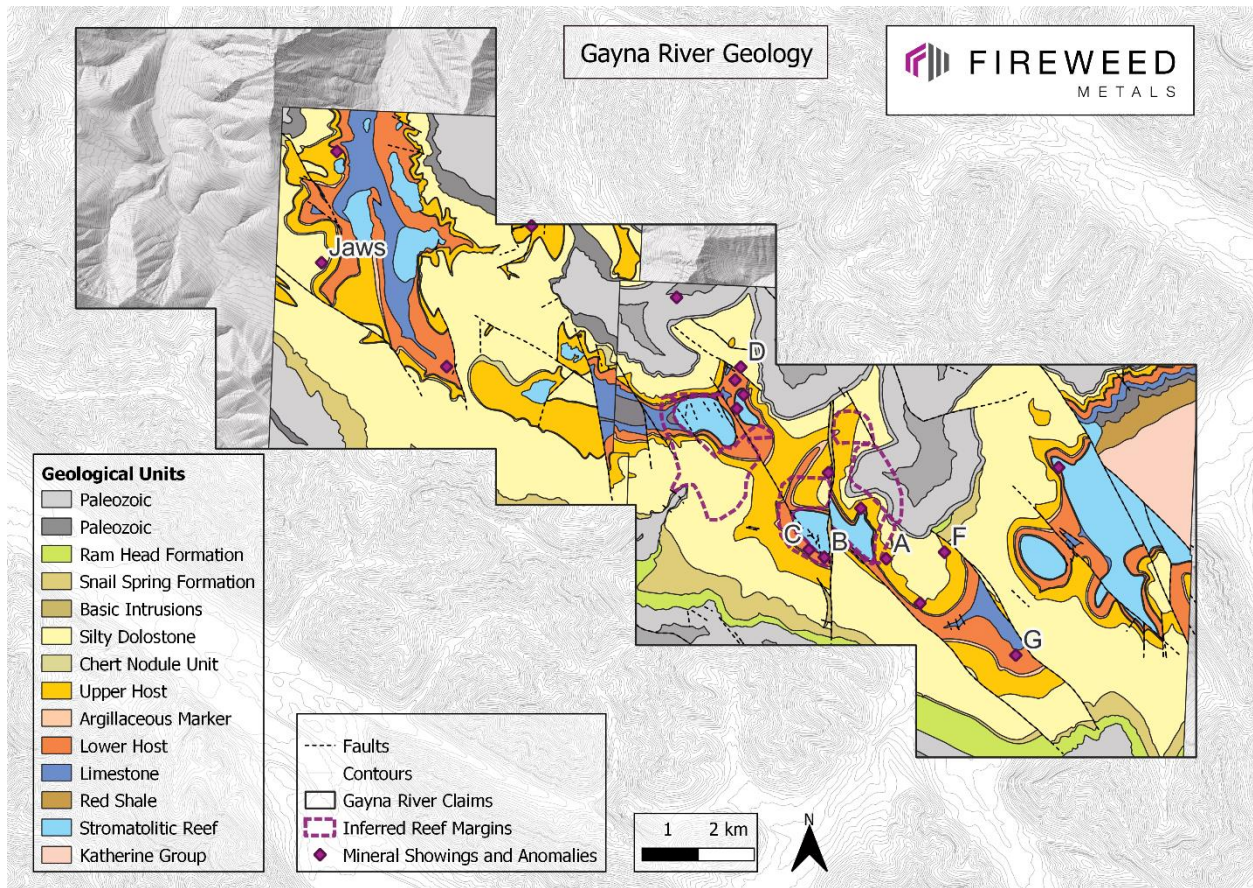 Gayna River Geology
FIREWEED
METALS
Jaws
D
C
B
A
F
G
Geological Units
Paleozoic
Paleozoic
Ram Head Formation
Snail Spring Formation
Basic Intrusions
Silty Dolostone
Chert Nodule Unit
Upper Host
Argillaceous Marker
Lower Host
Limestone
Red Shale
Stromatolitic Reef
Katherine Group
Faults
Contours
Gayna River Claims
Inferred Reef Margins
Mineral Showings and Anomalies
1 2 km
N